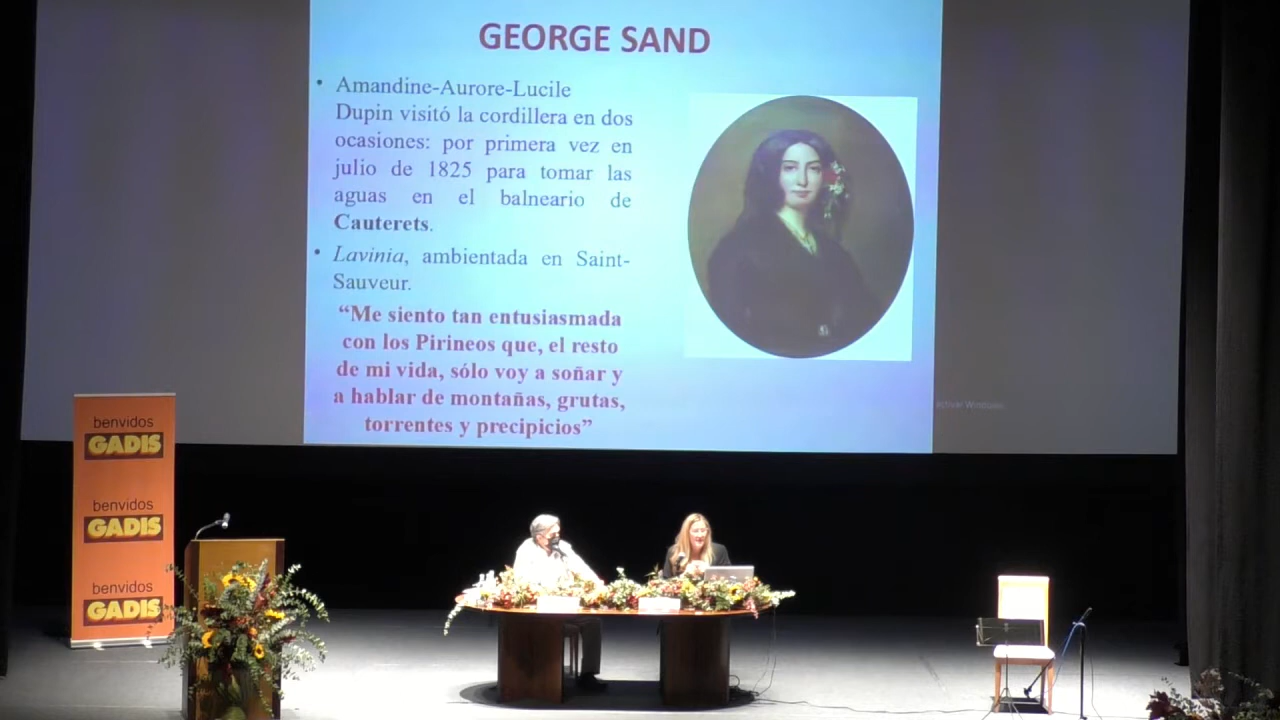 GEORGE SAND
• Amandine-Aurore-Lucile
Dupin visitó la cordillera en dos
ocasiones: por primera vez en
julio de 1825 para tomar las
aguas en el balneario de
Cauterets.
• Lavinia, ambientada en Saint-
Sauveur.
“Me siento tan entusiasmada
con los Pirineos que, el resto
de mi vida, sólo voy a soñar y
a hablar de montañas, grutas,
torrentes y precipicios”
activar Windows.
benvidos
GADIS
benvidos
GADIS
benvidos
GADIS